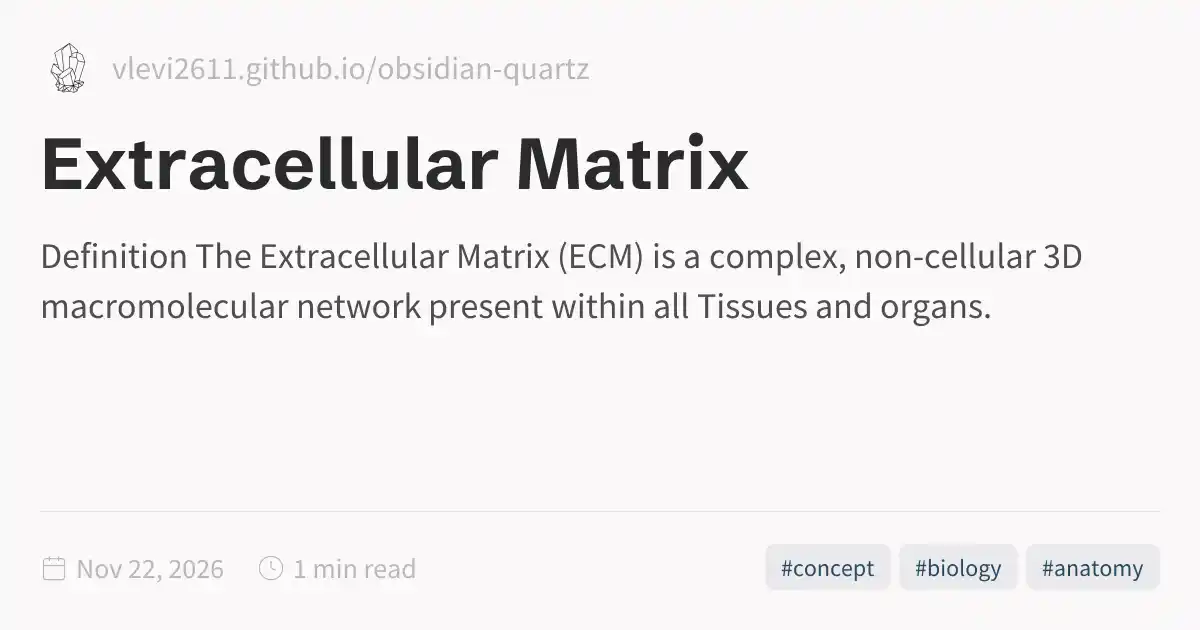 vlevi2611.github.io/obsidian-quartz
Extracellular Matrix
Definition The Extracellular Matrix (ECM) is a complex, non-cellular 3D
macromolecular network present within all Tissues and organs.
Nov 22, 2026 1 min read #concept #biology #anatomy